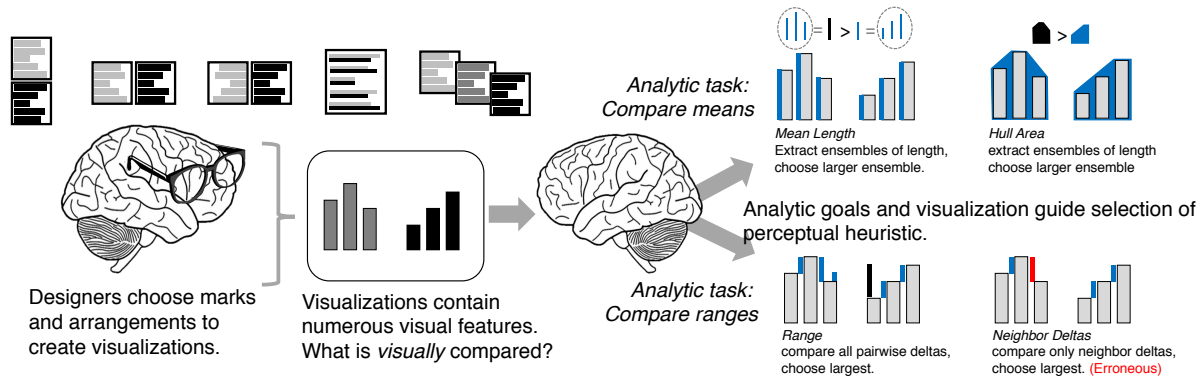 Designers choose marks
and arrangements to
create visualizations.
Visualizations contain
numerous visual features.
What is visually compared?
Analytic task:
Compare means
= > =
>
Mean Length
Extract ensembles of length,
choose larger ensemble.
Hull Area
extract ensembles of length
choose larger ensemble
Analytic goals and visualization guide selection of
perceptual heuristic.
Analytic task:
Compare ranges
Range
compare all pairwise deltas,
choose largest.
Neighbor Deltas
compare only neighbor deltas,
choose largest. (Erroneous)